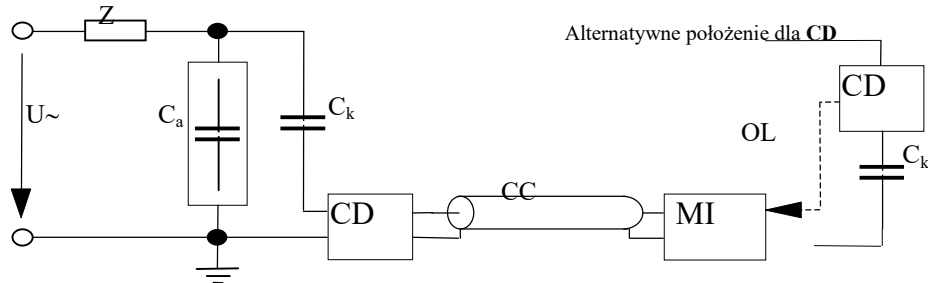 Z
Alternatywne położenie dla CD
CD
U~
Ca
Ck
OL
Ck
CC
CD
MI